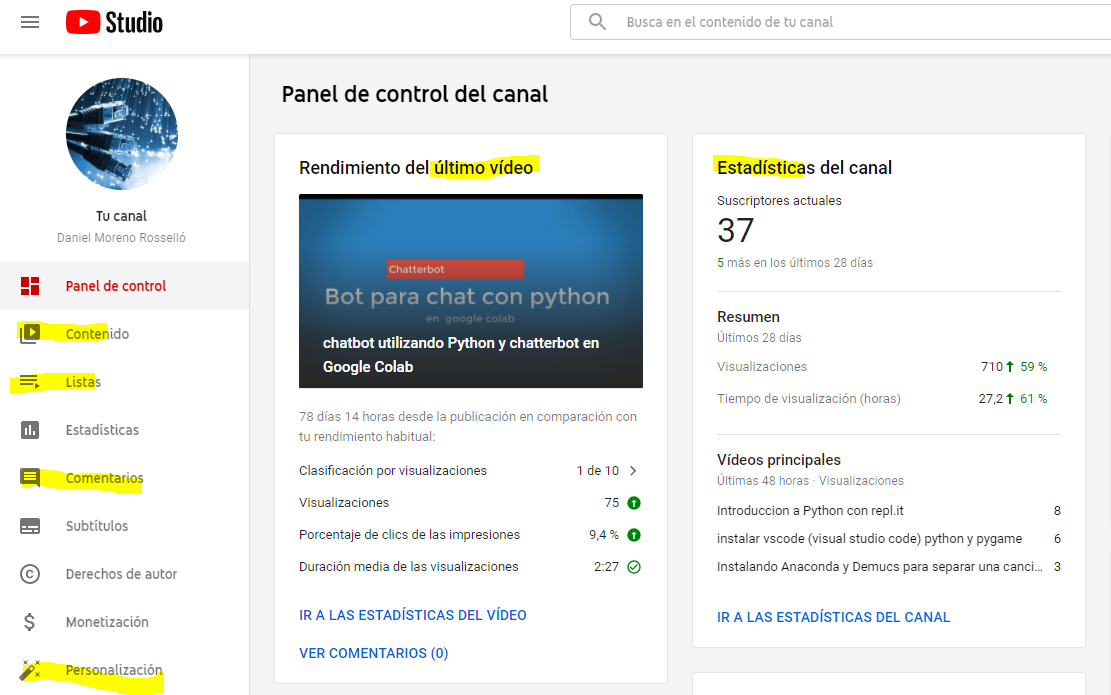 Studio
Busca en el contenido de tu canal
Tu canal
Daniel Moreno Rosselló
Panel de control
Contenido
Listas
Estadísticas
Comentarios
Subtítulos
Derechos de autor
Monetización
Personalización
Panel de control del canal
Rendimiento del último vídeo
Chatterbot
Bot para chat con python
en google colab
chatbot utilizando Python y chatterbot en
Google Colab
78 días 14 horas desde la publicación en comparación con
tu rendimiento habitual:
Clasificación por visualizaciones 1 de 10
Visualizaciones 75
Porcentaje de clics de las impresiones 9,4 %
Duración media de las visualizaciones 2:27
IR A LAS ESTADÍSTICAS DEL VÍDEO
VER COMENTARIOS (0)
Estadísticas del canal
Suscriptores actuales
37
5 más en los últimos 28 días
Resumen
Últimos 28 días
Visualizaciones 710 59 %
Tiempo de visualización (horas) 27,2 61 %
Vídeos principales
Últimas 48 horas · Visualizaciones
Introduccion a Python con repl.it 8
instalar vscode (visual studio code) python y pygame 6
Instalando Anaconda y Demucs para separar una canci... 3
IR A LAS ESTADÍSTICAS DEL CANAL